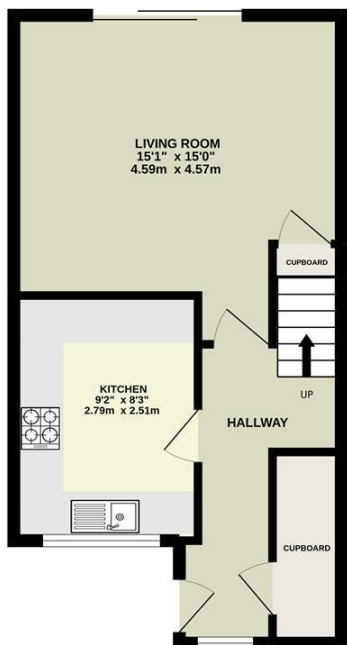 LIVING ROOM
15'1" x 15'0"
4.59m x 4.57m
CUPBOARD
KITCHEN
9'2" x 8'3"
2.79m x 2.51m
UP
HALLWAY
CUPBOARD